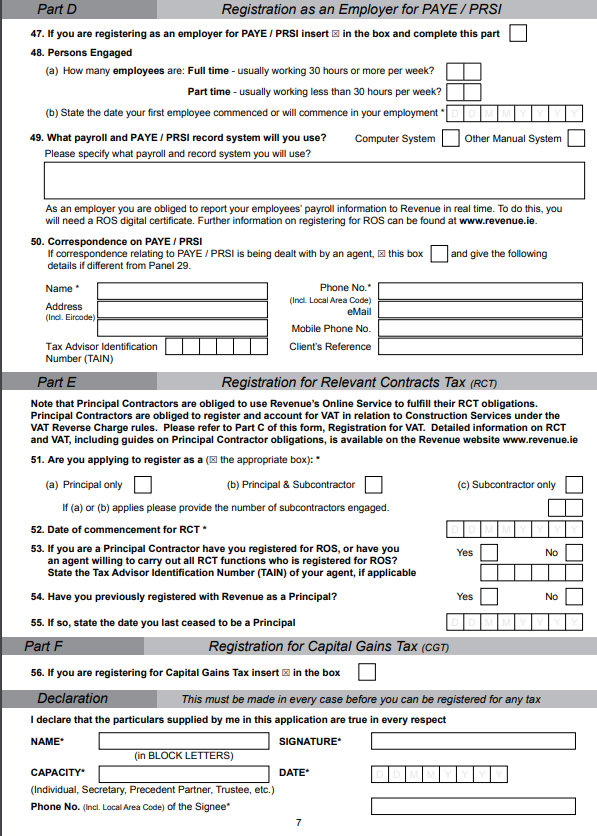 Part D Registration as an Employer for PAYE / PRSI
47. If you are registering as an employer for PAYE / PRSI insert ☒ in the box and complete this part
48. Persons Engaged
(a) How many employees are: Full time - usually working 30 hours or more per week?
Part time - usually working less than 30 hours per week?
(b) State the date your first employee commenced or will commence in your employment * D D M M Y Y Y Y
49. What payroll and PAYE / PRSI record system will you use? Computer System Other Manual System
Please specify what payroll and record system you will use?
As an employer you are obliged to report your employees' payroll information to Revenue in real time. To do this, you
will need a ROS digital certificate. Further information on registering for ROS can be found at www.revenue.ie.
50. Correspondence on PAYE / PRSI
If correspondence relating to PAYE / PRSI is being dealt with by an agent, ☒ this box and give the following
details if different from Panel 29.
Name * Phone No.*
(Incl. Local Area Code)
Address eMail
(Incl. Eircode)
Mobile Phone No.
Tax Advisor Identification Client's Reference
Number (TAIN)
Part E Registration for Relevant Contracts Tax (RCT)
Note that Principal Contractors are obliged to use Revenue's Online Service to fulfill their RCT obligations.
Principal Contractors are obliged to register and account for VAT in relation to Construction Services under the
VAT Reverse Charge rules. Please refer to Part C of this form, Registration for VAT. Detailed information on RCT
and VAT, including guides on Principal Contractor obligations, is available on the Revenue website www.revenue.ie
51. Are you applying to register as a (☒ the appropriate box): *
(a) Principal only (b) Principal & Subcontractor (c) Subcontractor only
If (a) or (b) applies please provide the number of subcontractors engaged.
52. Date of commencement for RCT * D D M M Y Y Y Y
53. If you are a Principal Contractor have you registered for ROS, or have you Yes No
an agent willing to carry out all RCT functions who is registered for ROS?
State the Tax Advisor Identification Number (TAIN) of your agent, if applicable
54. Have you previously registered with Revenue as a Principal? Yes No
55. If so, state the date you last ceased to be a Principal D D M M Y Y Y Y
Part F Registration for Capital Gains Tax (CGT)
56. If you are registering for Capital Gains Tax insert ☒ in the box
Declaration This must be made in every case before you can be registered for any tax
I declare that the particulars supplied by me in this application are true in every respect
NAME* SIGNATURE*
(in BLOCK LETTERS)
CAPACITY* DATE* D D M M Y Y Y Y
(Individual, Secretary, Precedent Partner, Trustee, etc.)
Phone No. (Incl. Local Area Code) of the Signee*
7